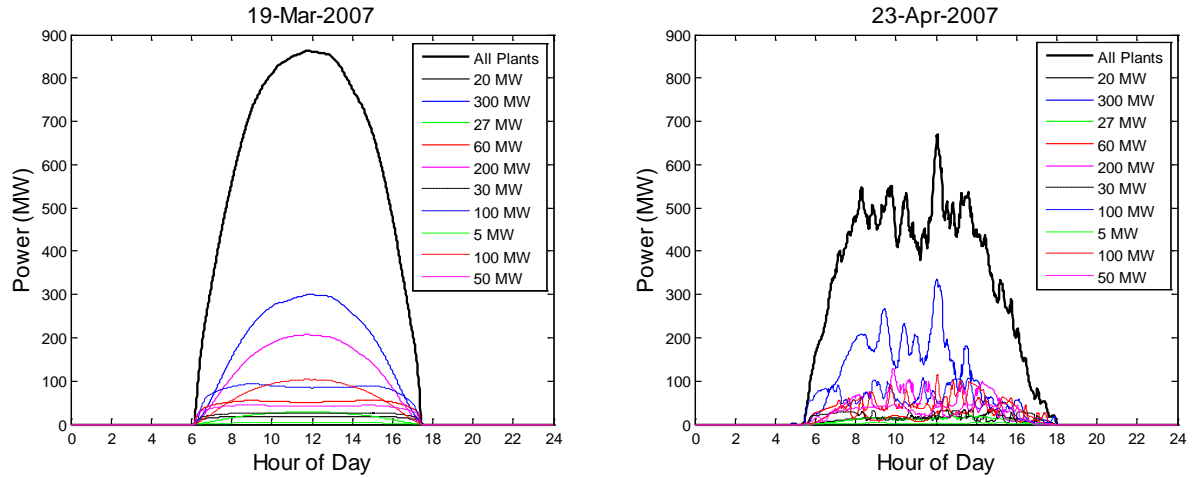 19-Mar-2007
900
800
700
600
500
400
300
200
100
0
Power (MW)
0 2 4 6 8 10 12 14 16 18 20 22 24
Hour of Day
All Plants
20 MW
300 MW
27 MW
60 MW
200 MW
30 MW
100 MW
5 MW
100 MW
50 MW
23-Apr-2007
900
800
700
600
500
400
300
200
100
0
Power (MW)
0 2 4 6 8 10 12 14 16 18 20 22 24
Hour of Day
All Plants
20 MW
300 MW
27 MW
60 MW
200 MW
30 MW
100 MW
5 MW
100 MW
50 MW